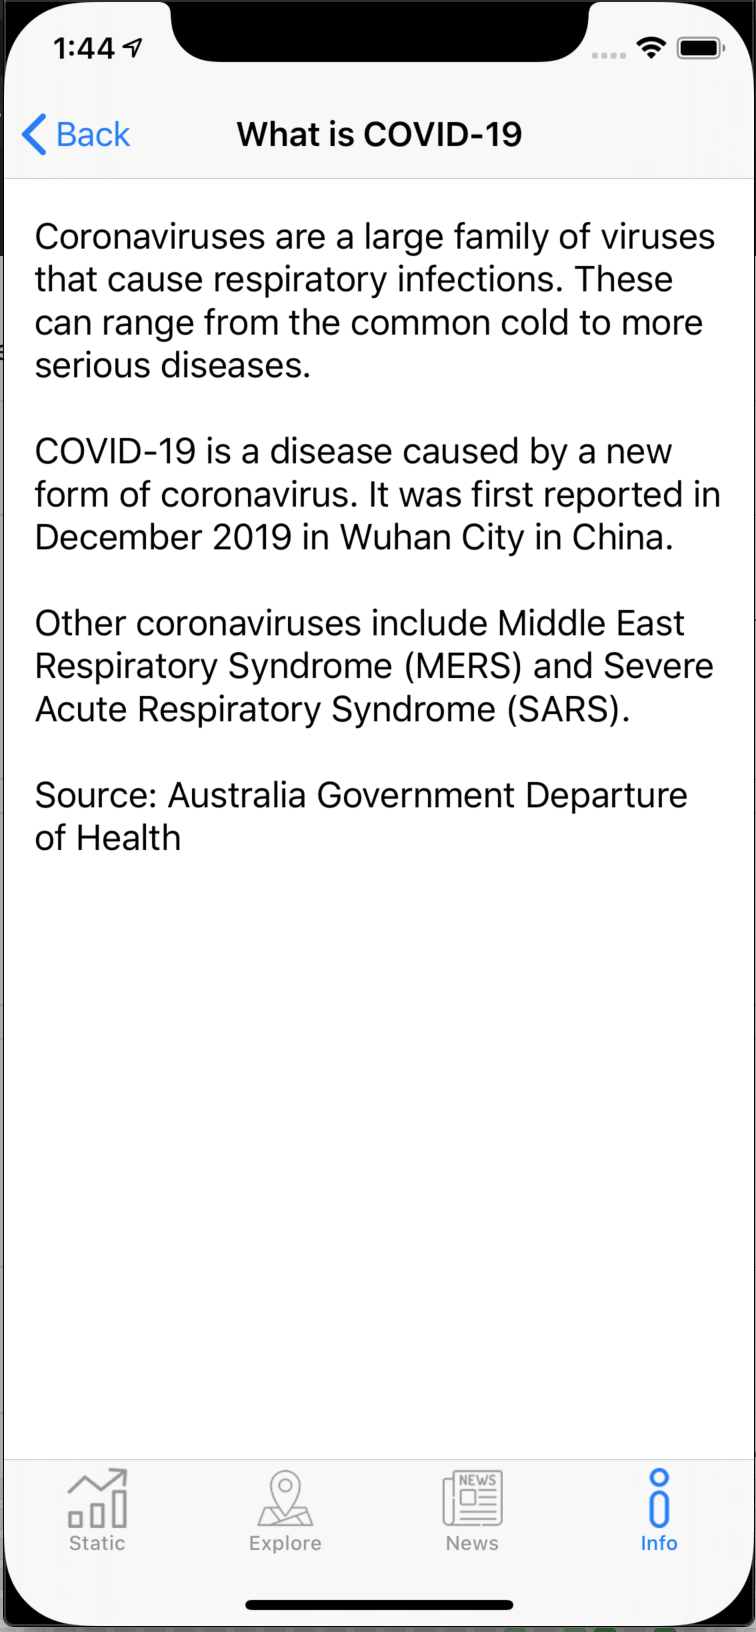 1:44
Back
What is COVID-19
Coronaviruses are a large family of viruses
that cause respiratory infections. These
can range from the common cold to more
serious diseases.
COVID-19 is a disease caused by a new
form of coronavirus. It was first reported in
December 2019 in Wuhan City in China.
Other coronaviruses include Middle East
Respiratory Syndrome (MERS) and Severe
Acute Respiratory Syndrome (SARS).
Source: Australia Government Departure
of Health
NEWS
Static
Explore
News
Info